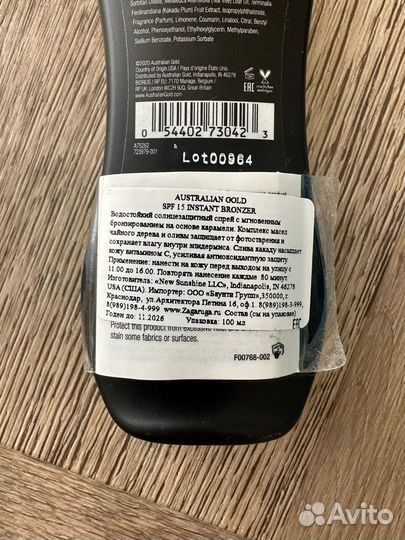 Sorbitan Oleate, Melaleuca Alternifolia (Tea Tree) Leaf Oil, Terminalia
Ferdinandiana (Kakadu Plum) Fruit Extract, Isopropylphthalimide
Fragrance (Parfum), Limonene, Coumarin, Linalool, Citral, Benzyl
Alcohol, Phenoxyethanol, Ethylhexylglycerin, Methylparaben,
Sodium Benzoate, Potassium Sorbate
©2020 Australian Gold
Country of Origin USA / Pays d'origine États-Unis
Distributed by Australian Gold, Indianapolis, IN 46278
BIORIUS / RP EU: 7170 Manage, Belgium /
RP UK: London WC2H 9JQ, Great-Britain
www.AustralianGold.com
EAC
0 54402 73042 3
A75262
723979-001
Lot00964
AUSTRALIAN GOLD
SPF 15 INSTANT BRONZER
Водостойкий солнцезащитный спрей с мгновенным
бронзированием на основе карамели. Комплекс масел
чайного дерева и оливы защищает от фотостарения и
сохраняет влагу внутри эпидермиса. Слива какаду насыщает
кожу витамином С, усиливая антиоксидантную защиту.
Применение: нанести на кожу перед выходом на улицу с
11.00 до 16.00. Повторять нанесение каждые 80 минут.
Изготовитель: «New Sunshine LLC», Indianapolis, IN 46278
USA (США). Импортер: ООО «Баунти Груп»,350000, г.
Краснодар, ул.Архитектора Петина 16, оф.1. 8(989)198-3-999,
8(989)198-4-999 www.Zagaruga.ru. Состав (см на упаковке)
Годен до: 11.2026 Упаковка: 100 мл
EAC
Protect this product from excessive heat
stain some fabrics or surfaces.
F00768-002
Avito